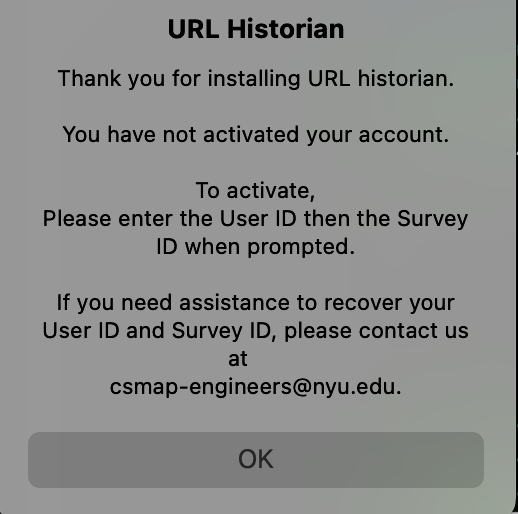 URL Historian
Thank you for installing URL historian.
You have not activated your account.
To activate,
Please enter the User ID then the Survey
ID when prompted.
If you need assistance to recover your
User ID and Survey ID, please contact us
at
csmap-engineers@nyu.edu.
OK